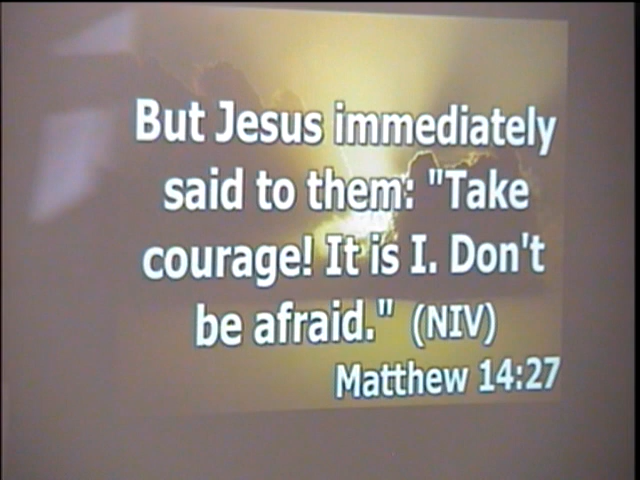 But Jesus immediately
said to them: "Take
courage! It is I. Don't
be afraid." (NIV)
Matthew 14:27